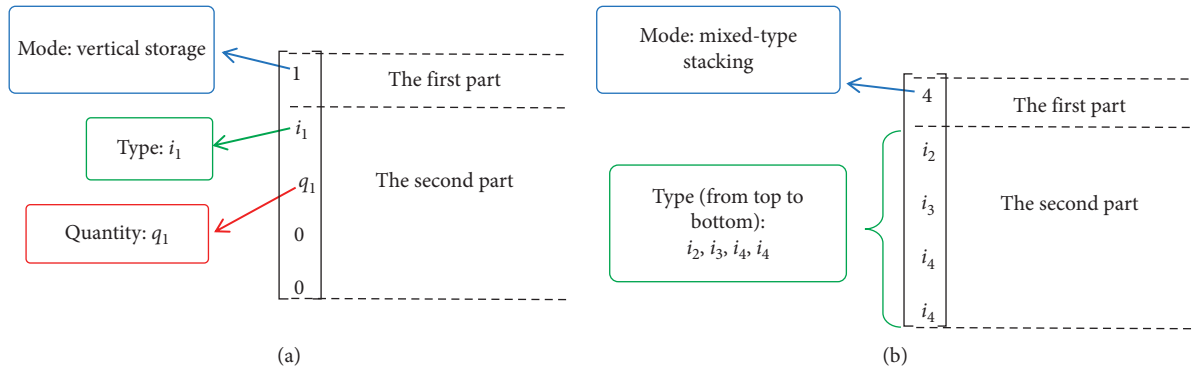 Mode: vertical storage
1
The first part
Type: i₁
i₁
Quantity: q₁
q₁
The second part
0
0
(a)
Mode: mixed-type
stacking
4
The first part
Type (from top to
bottom):
i₂, i₃, i₄, i₄
i₂
i₃
i₄
i₄
The second part
(b)